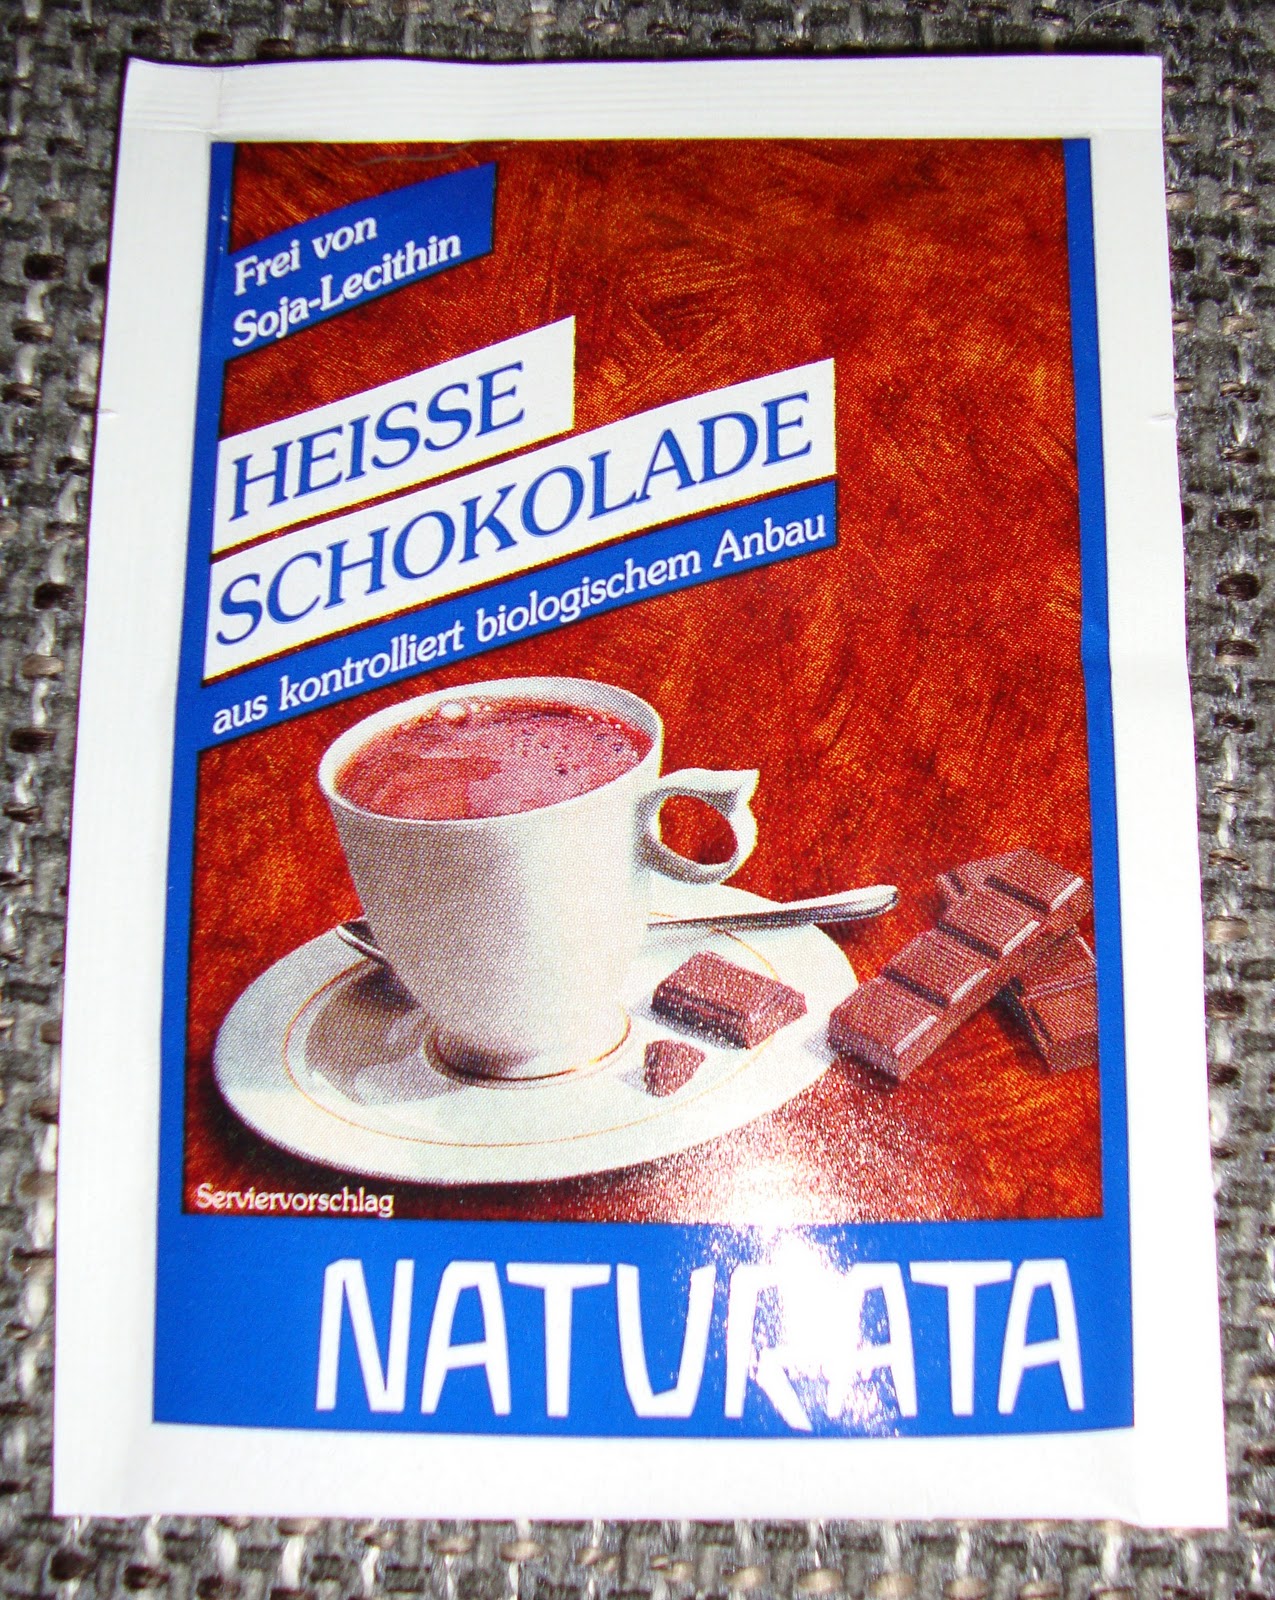 Frei von
Soja-Lecithin
HEISSE
SCHOKOLADE
aus kontrolliert biologischem Anbau
Serviervorschlag
NATURATA